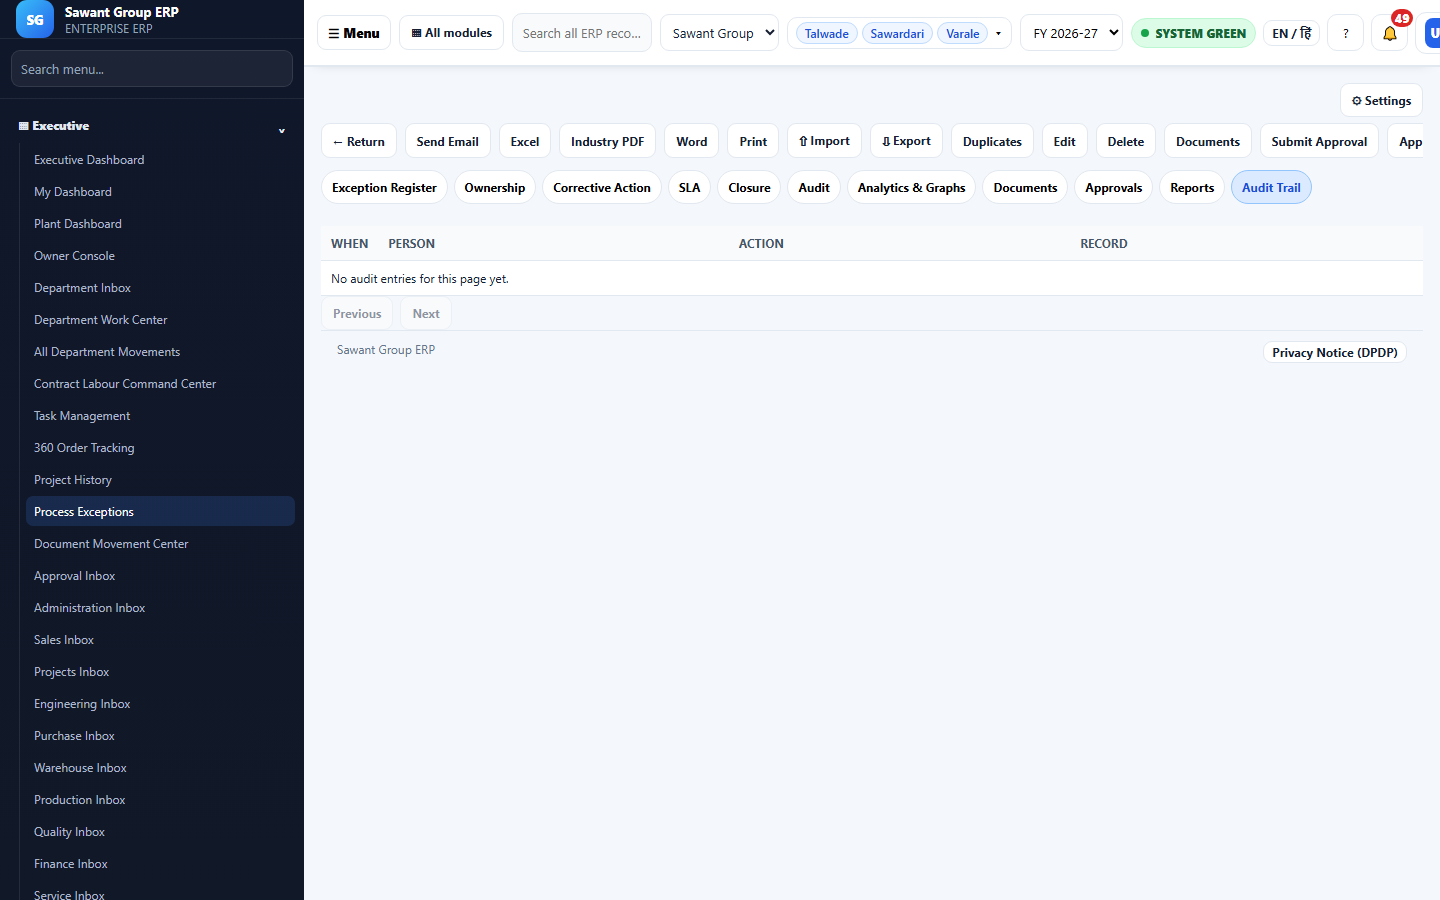 SG
Sawant Group ERP
ENTERPRISE ERP
☰ Menu
All modules
Search all ERP reco...
Sawant Group
Talwade
Sawardari
Varale
FY 2026-27
SYSTEM GREEN
EN / हिं
?
49
U
Search menu...
⚙ Settings
Executive
← Return
Send Email
Excel
Industry PDF
Word
Print
⇧ Import
⇩ Export
Duplicates
Edit
Delete
Documents
Submit Approval
App
Exception Register
Ownership
Corrective Action
SLA
Closure
Audit
Analytics & Graphs
Documents
Approvals
Reports
Audit Trail
WHEN
PERSON
ACTION
RECORD
No audit entries for this page yet.
Previous
Next
Sawant Group ERP
Privacy Notice (DPDP)
Executive Dashboard
My Dashboard
Plant Dashboard
Owner Console
Department Inbox
Department Work Center
All Department Movements
Contract Labour Command Center
Task Management
360 Order Tracking
Project History
Process Exceptions
Document Movement Center
Approval Inbox
Administration Inbox
Sales Inbox
Projects Inbox
Engineering Inbox
Purchase Inbox
Warehouse Inbox
Production Inbox
Quality Inbox
Finance Inbox
Service Inbox